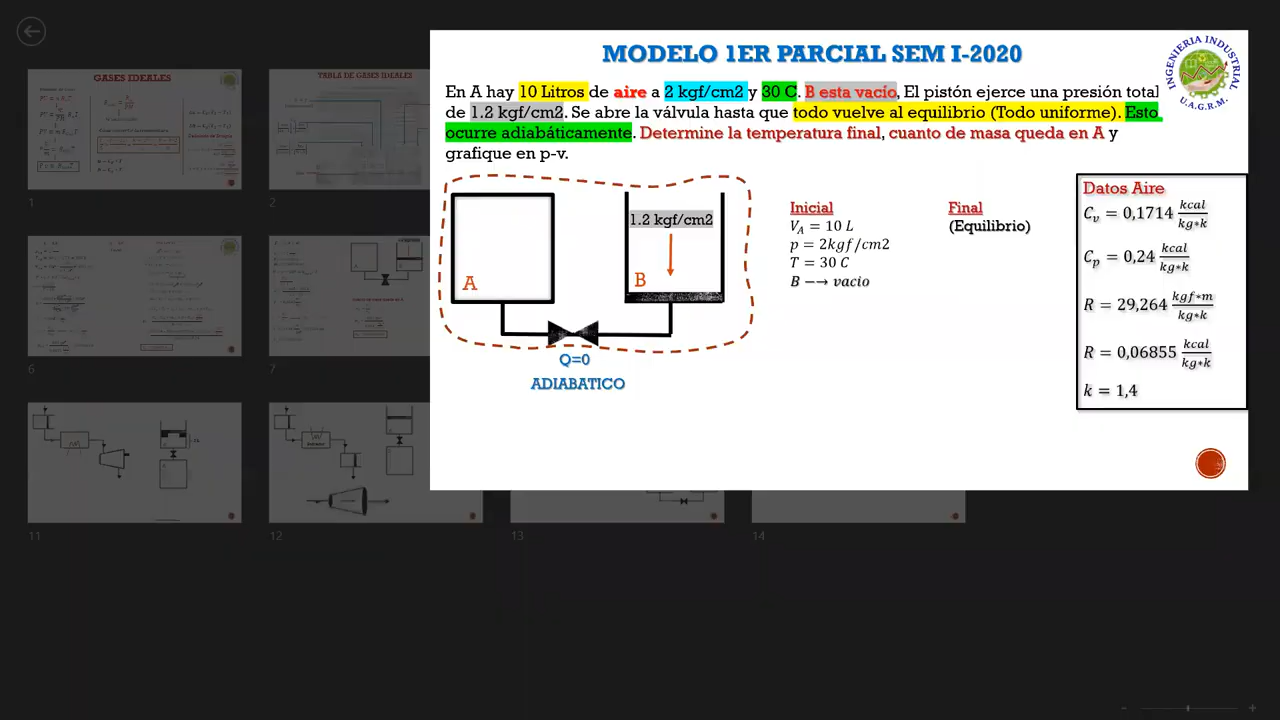 MODELO 1ER PARCIAL SEM I-2020
INGENIERIA INDUSTRIAL
U.A.G.R.M.
En A hay 10 Litros de aire a 2 kgf/cm2 y 30 C. B esta vacío. El pistón ejerce una presión total
de 1.2 kgf/cm2. Se abre la válvula hasta que todo vuelve al equilibrio (Todo uniforme). Esto
ocurre adiabáticamente. Determine la temperatura final, cuanto de masa queda en A y
grafique en p-v.
1.2 kgf/cm2
A
B
Q=0
ADIABATICO
Inicial
V_A = 10 L
p = 2kgf/cm2
T = 30 C
B −→ vacio
Final
(Equilibrio)
Datos Aire
C_v = 0,1714 kcal/kg∗k
C_p = 0,24 kcal/kg∗k
R = 29,264 kgf∗m/kg∗k
R = 0,06855 kcal/kg∗k
k = 1,4
GASES IDEALES
TABLA DE GASES IDEALES
1
2
6
7
11
12
13
14